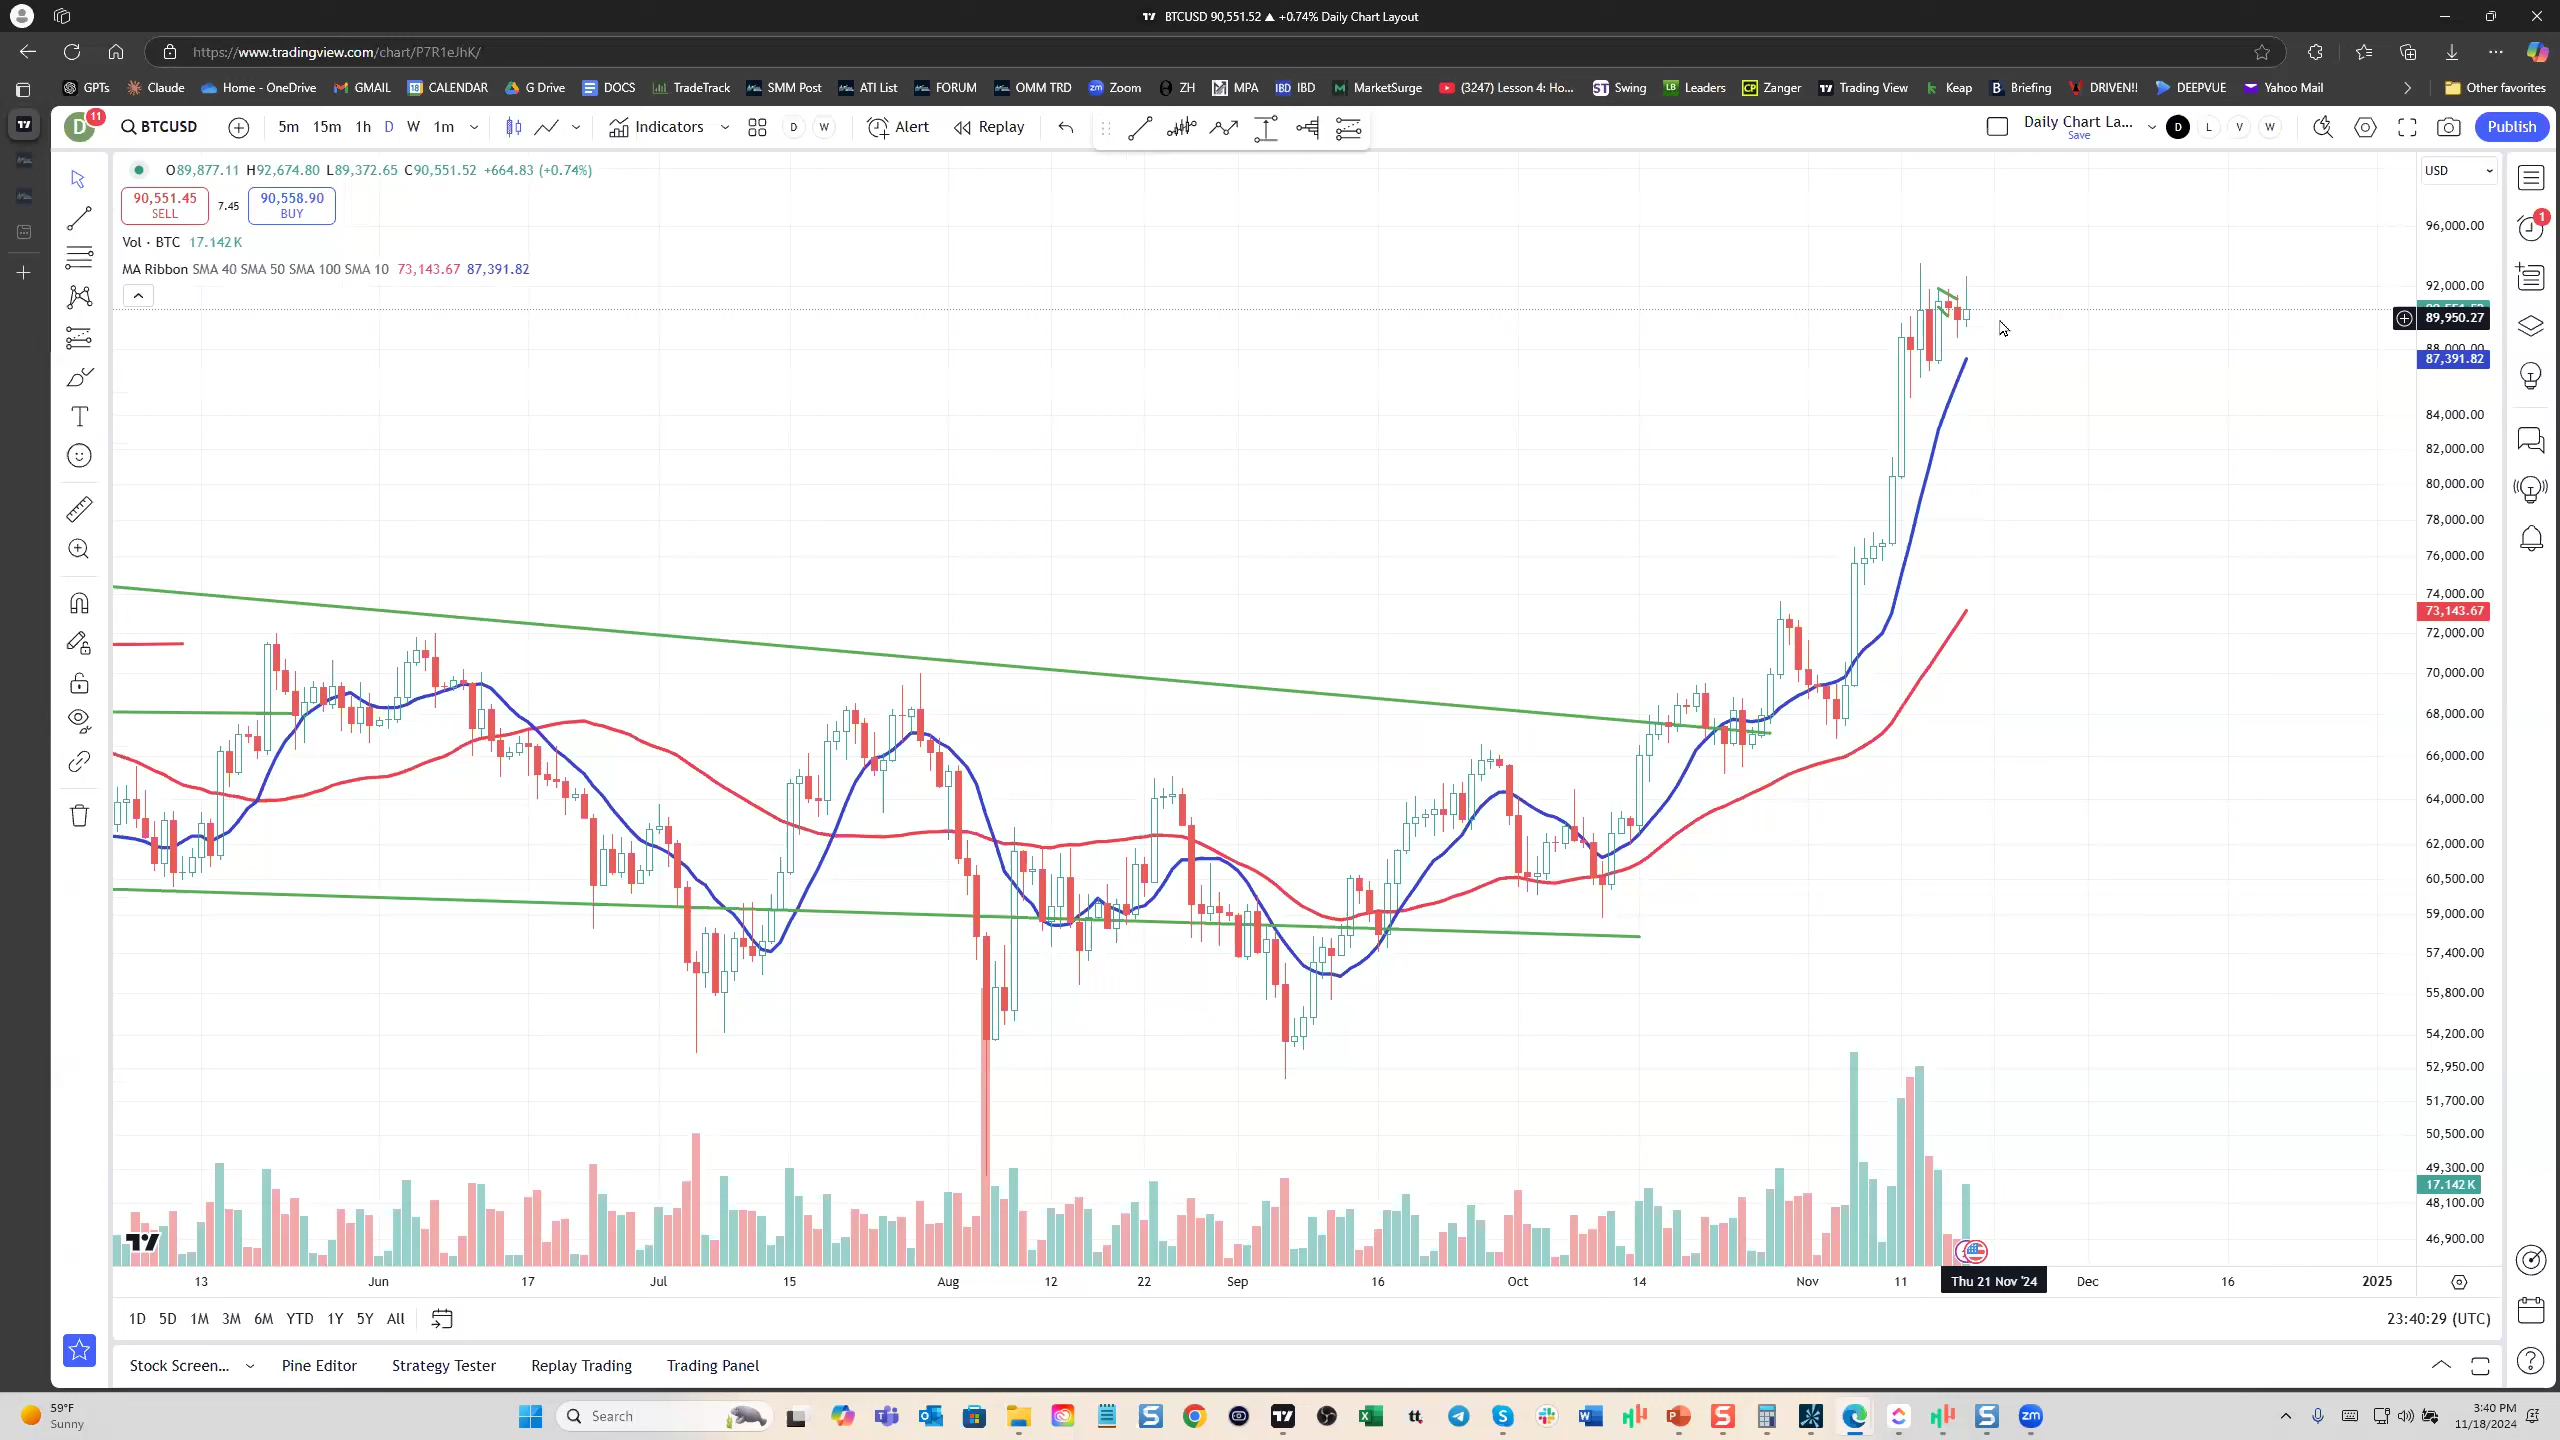 BTCUSD 90,551.52 ▲ +0.74% Daily Chart Layout
https://www.tradingview.com/chart/P7R1eJhK/
GPTs Claude Home - OneDrive GMAIL 18 CALENDAR G Drive DOCS TradeTrack SMM Post ATI List FORUM OMM TRD zm Zoom ZH MPA IBD IBD MarketSurge (3247) Lesson 4: Ho... ST Swing LB Leaders CP Zanger Trading View k Keap B Briefing DRIVEN!! DEEPVUE Yahoo Mail Other favorites
D 11 BTCUSD 5m 15m 1h D W 1m Indicators D W Alert Replay Daily Chart La... Save D L V W Publish
O89,877.11 H92,674.80 L89,372.65 C90,551.52 +664.83 (+0.74%)
USD
90,551.45 SELL 7.45 90,558.90 BUY
Vol · BTC 17.142 K
MA Ribbon SMA 40 SMA 50 SMA 100 SMA 10 73,143.67 87,391.82
1
96,000.00
92,000.00
89,950.27
87,391.82
84,000.00
82,000.00
80,000.00
78,000.00
76,000.00
74,000.00
73,143.67
72,000.00
70,000.00
68,000.00
66,000.00
64,000.00
62,000.00
60,500.00
59,000.00
57,400.00
55,800.00
54,200.00
52,950.00
51,700.00
50,500.00
49,300.00
17.142 K
48,100.00
46,900.00
13 Jun 17 Jul 15 Aug 12 22 Sep 16 Oct 14 Nov 11 Thu 21 Nov '24 Dec 16 2025
1D 5D 1M 3M 6M YTD 1Y 5Y All 23:40:29 (UTC)
Stock Screen... Pine Editor Strategy Tester Replay Trading Trading Panel
59°F
Sunny
Search
tt.
zm
3:40 PM
11/18/2024